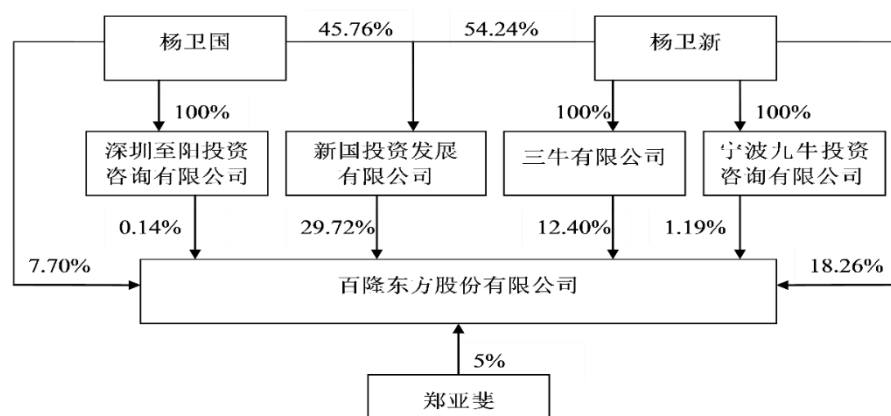 杨卫国
45.76%
54.24%
杨卫新
100%
100%
100%
深圳至阳投资
咨询有限公司
新国投资发展
有限公司
三牛有限公司
宁波九牛投资
咨询有限公司
0.14%
29.72%
12.40%
1.19%
7.70%
百隆东方股份有限公司
18.26%
5%
郑亚斐